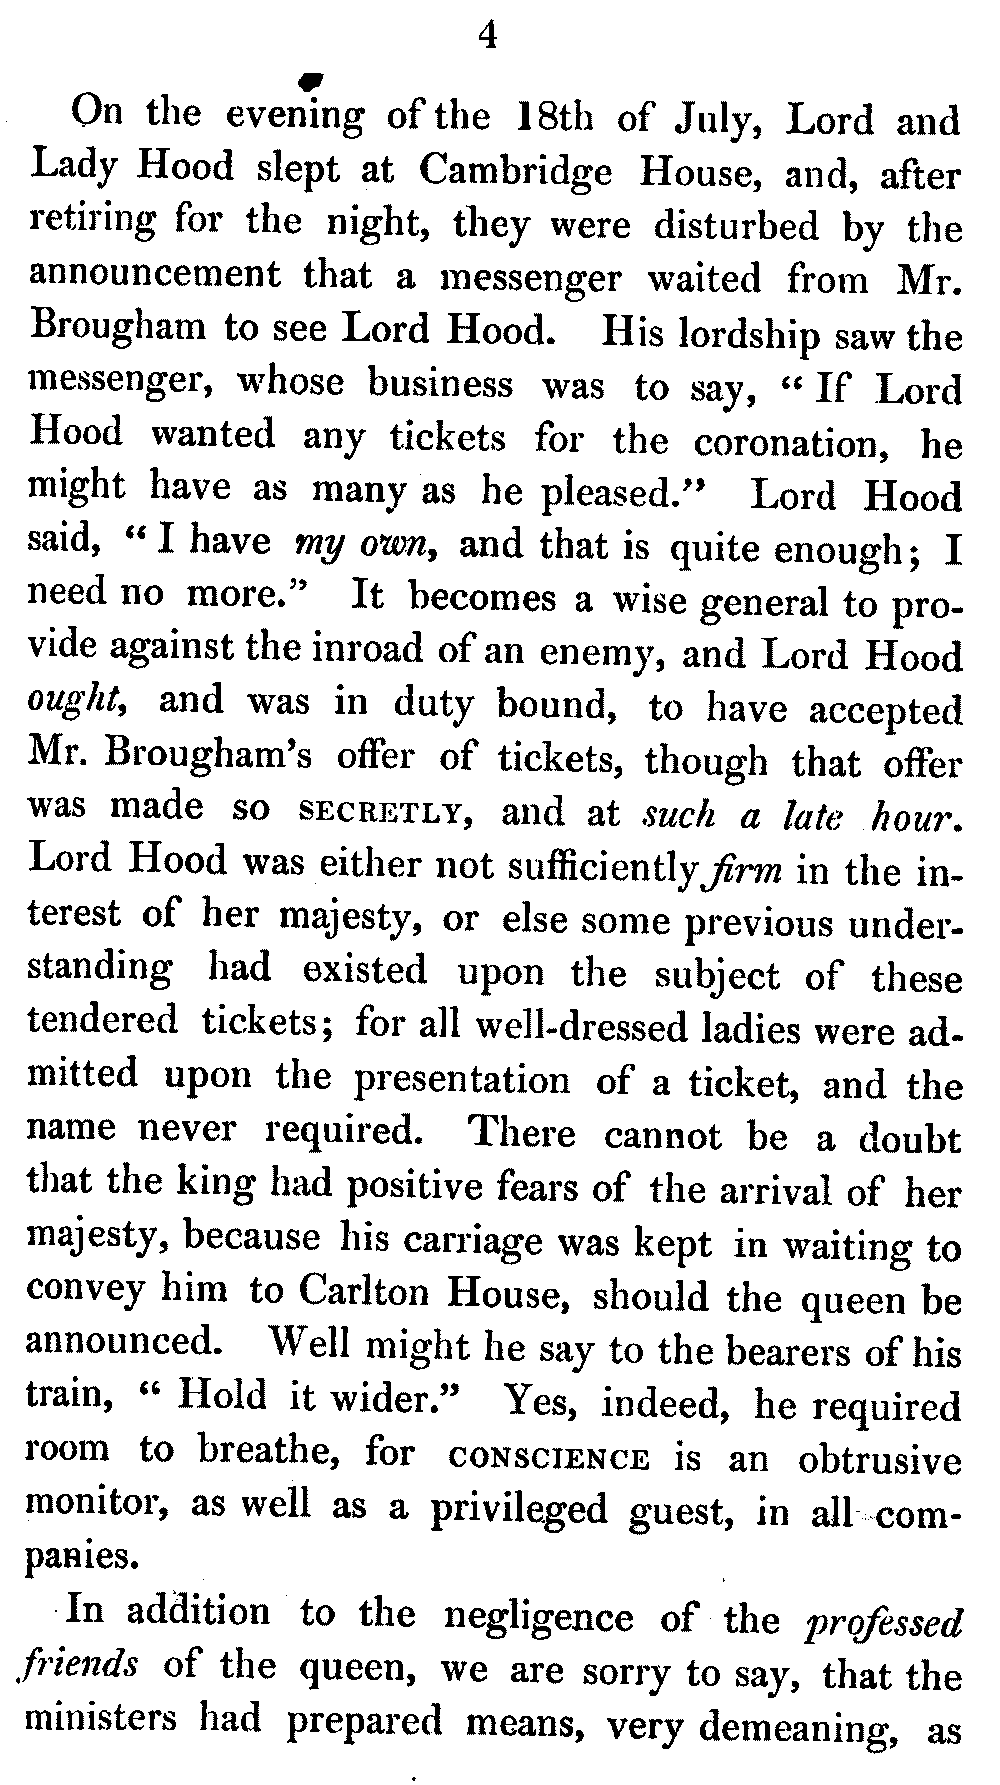 4
On the evening of the 18th of July, Lord and
Lady Hood slept at Cambridge House, and, after
retiring for the night, they were disturbed by the
announcement that a messenger waited from Mr.
Brougham to see Lord Hood. His lordship saw the
messenger, whose business was to say, “ If Lord
Hood wanted any tickets for the coronation, he
might have as many as he pleased.” Lord Hood
said, “ I have my own, and that is quite enough; I
need no more.” It becomes a wise general to pro-
vide against the inroad of an enemy, and Lord Hood
ought, and was in duty bound, to have accepted
Mr. Brougham’s offer of tickets, though that offer
was made so SECRETLY, and at such a late hour.
Lord Hood was either not sufficiently firm in the in-
terest of her majesty, or else some previous under-
standing had existed upon the subject of these
tendered tickets; for all well-dressed ladies were ad-
mitted upon the presentation of a ticket, and the
name never required. There cannot be a doubt
that the king had positive fears of the arrival of her
majesty, because his carriage was kept in waiting to
convey him to Carlton House, should the queen be
announced. Well might he say to the bearers of his
train, “ Hold it wider.” Yes, indeed, he required
room to breathe, for CONSCIENCE is an obtrusive
monitor, as well as a privileged guest, in all com-
panies.
In addition to the negligence of the professed
friends of the queen, we are sorry to say, that the
ministers had prepared means, very demeaning, as